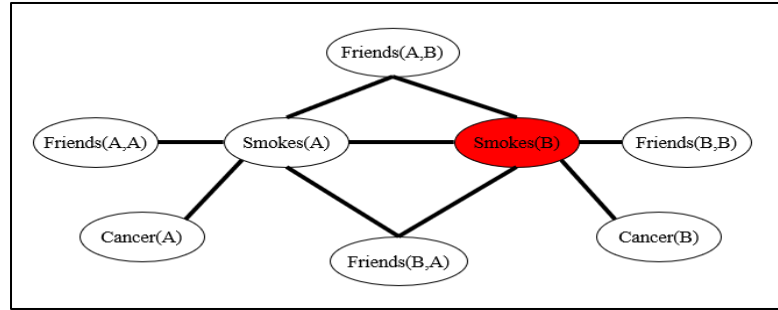 Friends(A,B)
Friends(A,A)
Smokes(A)
Smokes(B)
Friends(B,B)
Cancer(A)
Friends(B,A)
Cancer(B)